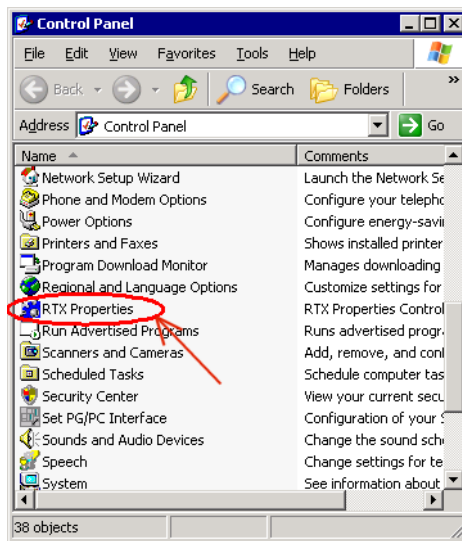 Control Panel
File Edit View Favorites Tools Help
Back Search Folders »
Address Control Panel Go
Name Comments
Network Setup Wizard Launch the Network Se
Phone and Modem Options Configure your telepho
Power Options Configure energy-savi
Printers and Faxes Shows installed printer
Program Download Monitor Manages downloading
Regional and Language Options Customize settings for
RTX Properties RTX Properties Control
Run Advertised Programs Runs advertised progr
Scanners and Cameras Add, remove, and conf
Scheduled Tasks Schedule computer tas
Security Center View your current secu
Set PG/PC Interface Configuration of your S
Sounds and Audio Devices Change the sound sche
Speech Change settings for te
System See information about
38 objects